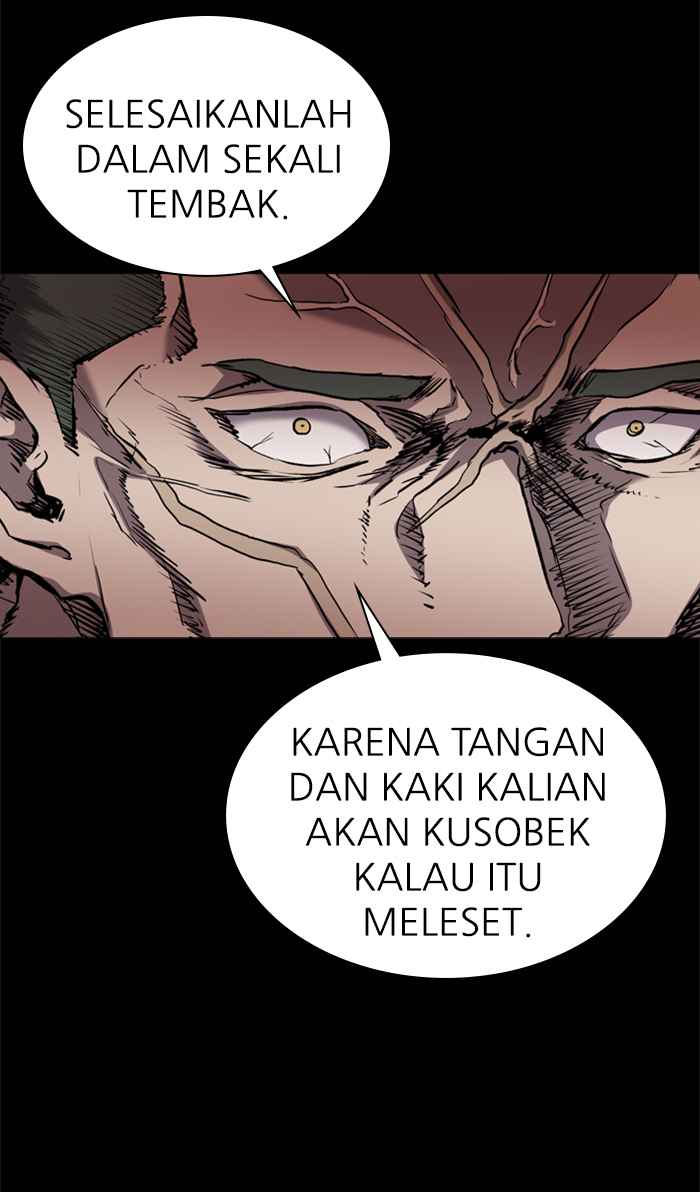 SELESAIKANLAH
DALAM SEKALI
TEMBAK.
KARENA TANGAN
DAN KAKI KALIAN
AKAN KUSOBEK
KALAU ITU
MELESET.